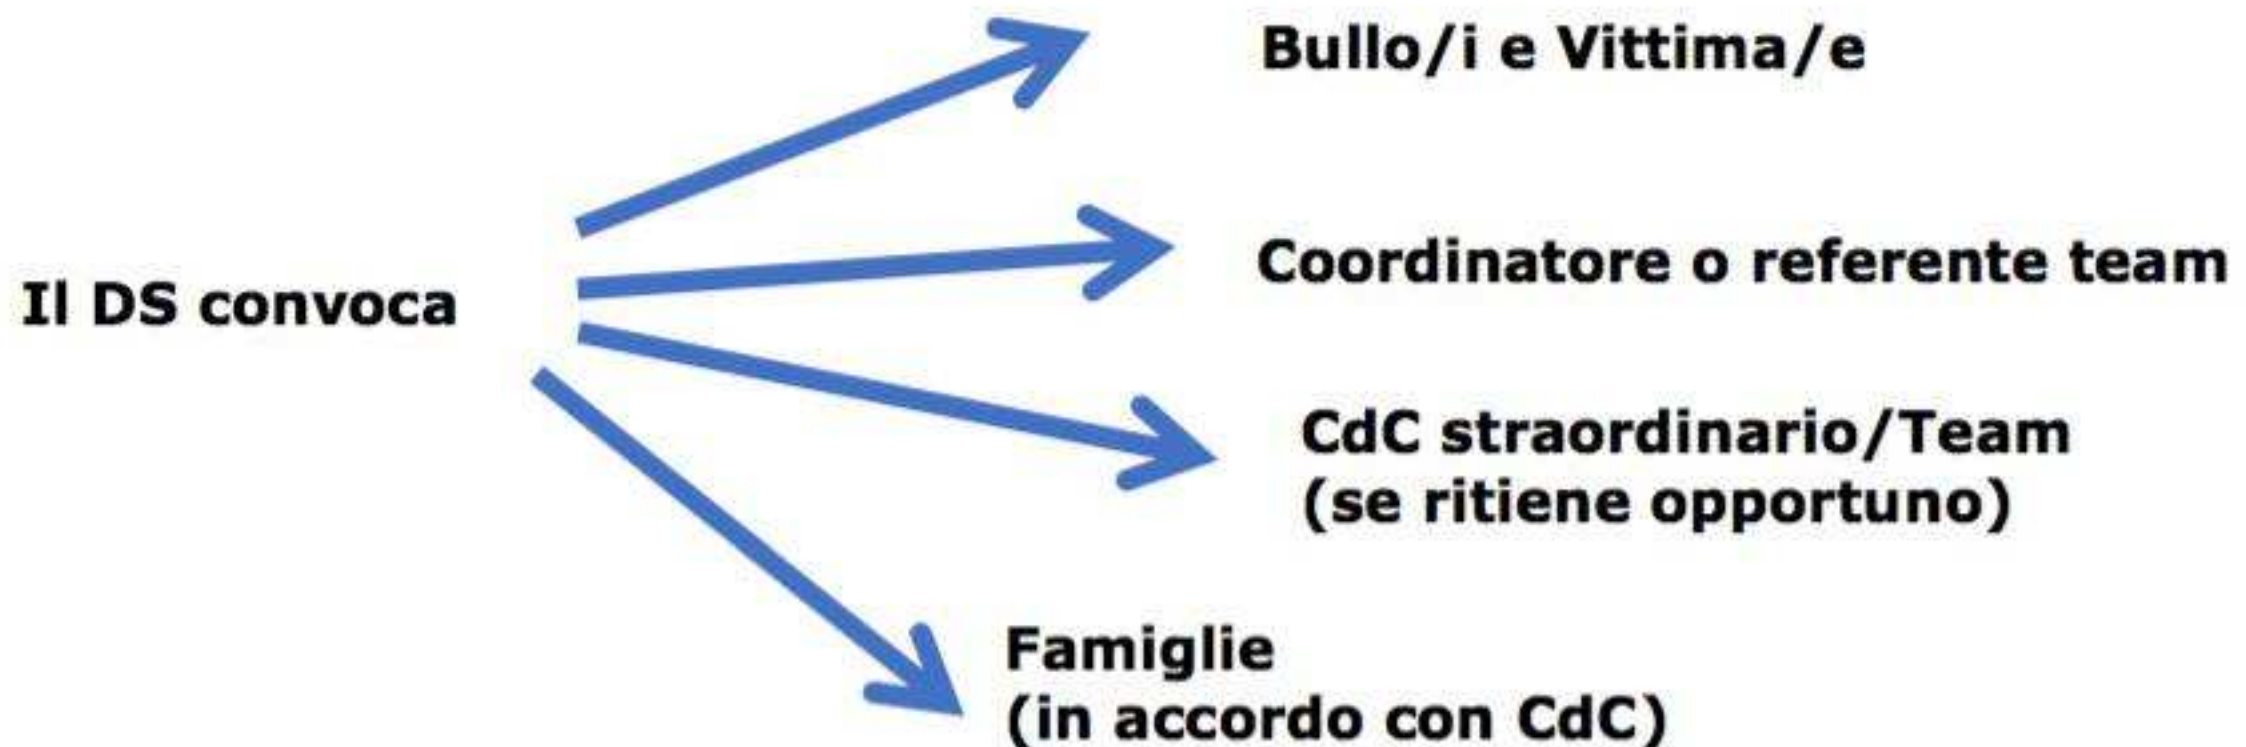 Bullo/i e Vittima/e
Coordinatore o referente team
Il DS convoca
CdC straordinario/Team
(se ritiene opportuno)
Famiglie
(in accordo con CdC)